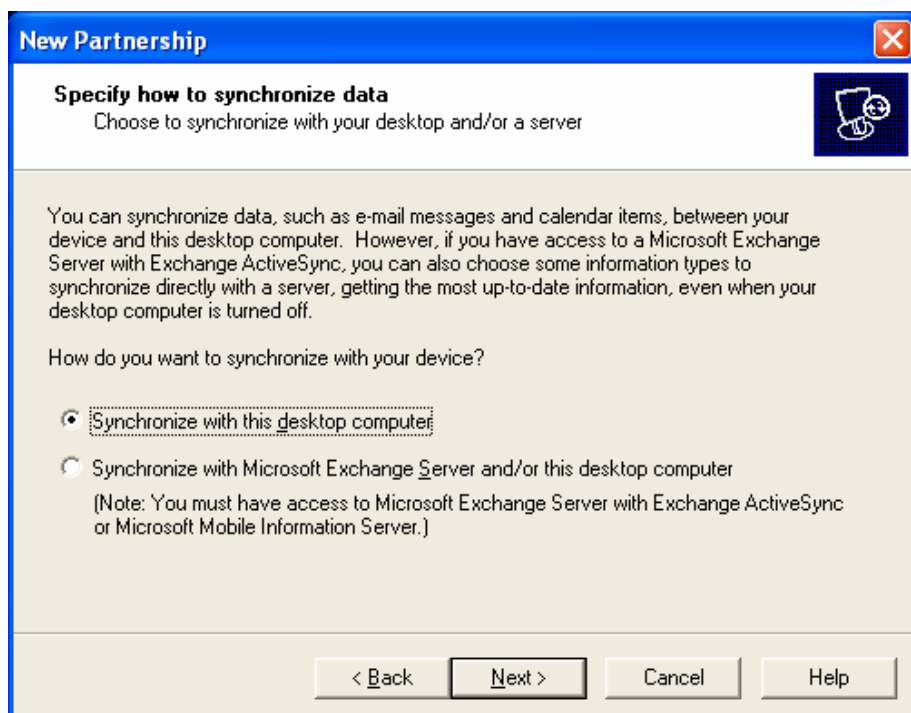 New Partnership
Specify how to synchronize data
Choose to synchronize with your desktop and/or a server
You can synchronize data, such as e-mail messages and calendar items, between your
device and this desktop computer.  However, if you have access to a Microsoft Exchange
Server with Exchange ActiveSync, you can also choose some information types to
synchronize directly with a server, getting the most up-to-date information, even when your
desktop computer is turned off.
How do you want to synchronize with your device?
Synchronize with this desktop computer
Synchronize with Microsoft Exchange Server and/or this desktop computer
(Note: You must have access to Microsoft Exchange Server with Exchange ActiveSync
or Microsoft Mobile Information Server.)
< Back Next > Cancel Help